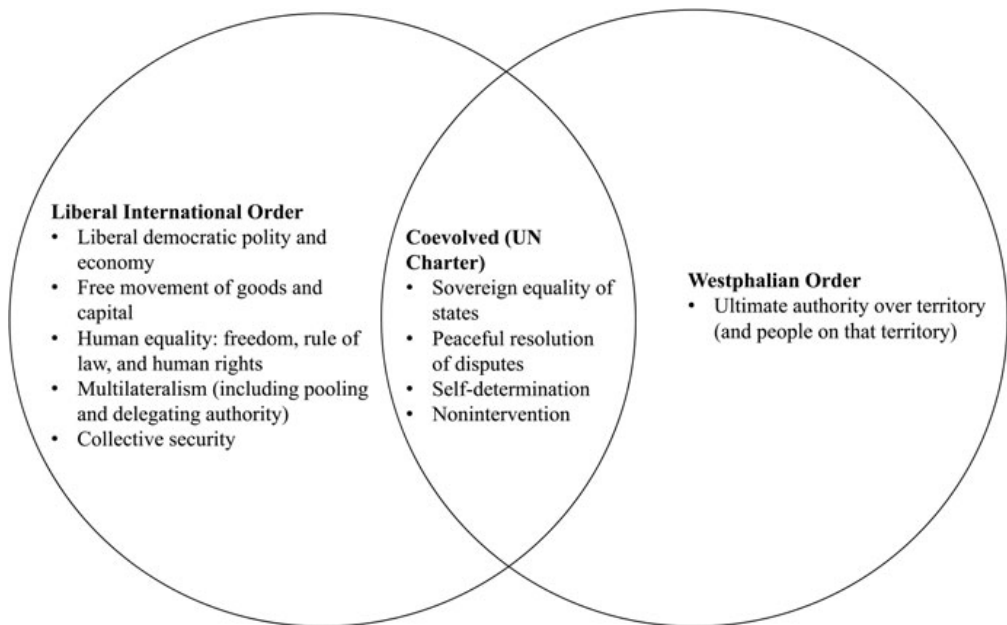 Liberal International Order
• Liberal democratic polity and
economy
• Free movement of goods and
capital
• Human equality: freedom, rule of
law, and human rights
• Multilateralism (including pooling
and delegating authority)
• Collective security
Coevolved (UN
Charter)
• Sovereign equality of
states
• Peaceful resolution
of disputes
• Self-determination
• Nonintervention
Westphalian Order
• Ultimate authority over territory
(and people on that territory)